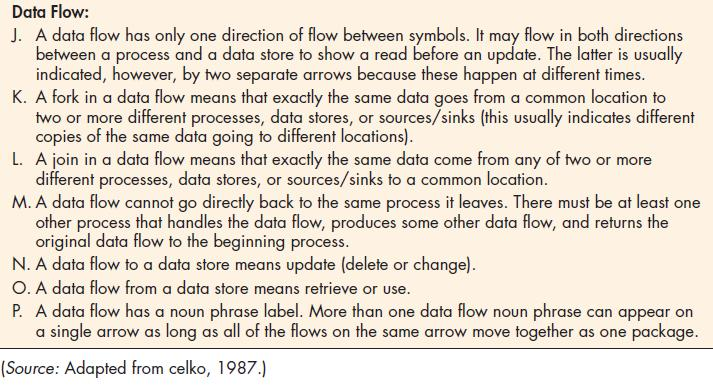 Data Flow:
J. A data flow has only one direction of flow between symbols. It may flow in both directions
between a process and a data store to show a read before an update. The latter is usually
indicated, however, by two separate arrows because these happen at different times.
K. A fork in a data flow means that exactly the same data goes from a common location to
two or more different processes, data stores, or sources/sinks (this usually indicates different
copies of the same data going to different locations).
L. A join in a data flow means that exactly the same data come from any of two or more
different processes, data stores, or sources/sinks to a common location.
M. A data flow cannot go directly back to the same process it leaves. There must be at least one
other process that handles the data flow, produces some other data flow, and returns the
original data flow to the beginning process.
N. A data flow to a data store means update (delete or change).
O. A data flow from a data store means retrieve or use.
P. A data flow has a noun phrase label. More than one data flow noun phrase can appear on
a single arrow as long as all of the flows on the same arrow move together as one package.
(Source: Adapted from celko, 1987.)